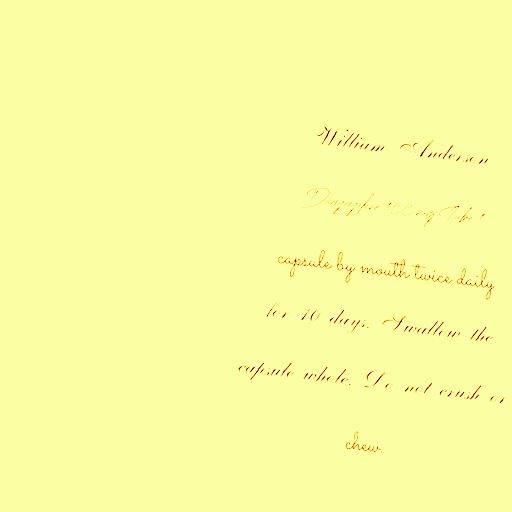 William Anderson
100 mg Take 1
capsule by mouth twice daily
for 10 days. Swallow the
capsule whole. Do not crush or
chew.